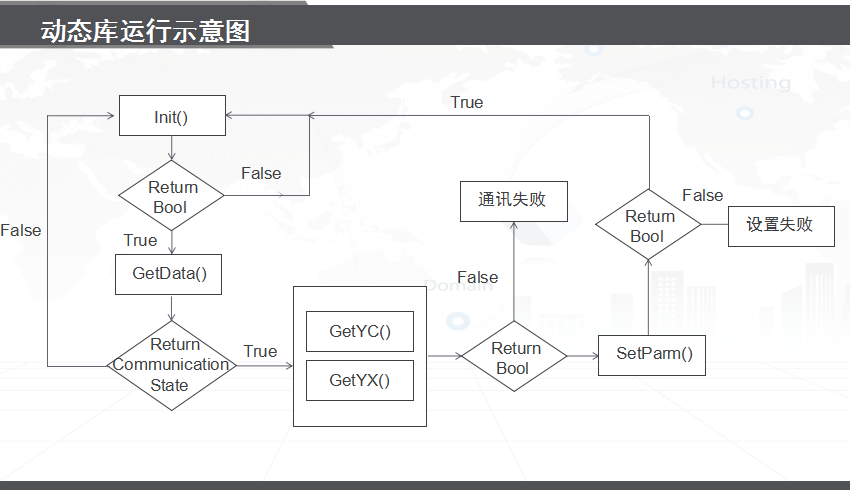 动态库运行示意图
Hosting
True
Init()
False
Return
Bool
通讯失败
False
Return
Bool
设置失败
False
True
GetData()
False
Domain
GetYC()
Return
Communication
State
True
Return
Bool
SetParm()
GetYX()